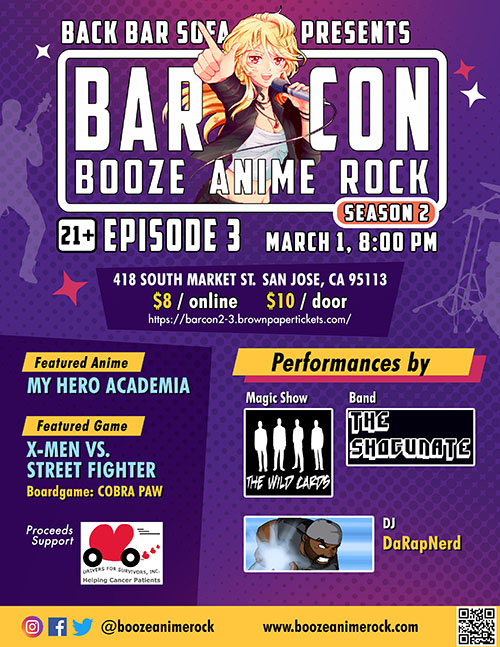 BACK BAR SOFA PRESENTS
BAR CON
BOOZE ANIME ROCK
SEASON 2
21+ EPISODE 3 MARCH 1, 8:00 PM
418 SOUTH MARKET ST. SAN JOSE, CA 95113
$8 / online $10 / door
https://barcon2-3.brownpapertickets.com/
Featured Anime
MY HERO ACADEMIA
Featured Game
X-MEN VS.
STREET FIGHTER
Boardgame: COBRA PAW
Proceeds
Support
DRIVERS FOR SURVIVORS, INC.
Helping Cancer Patients
Performances by
Magic Show
THE WILD CARDS
Band
THE
SHOGUNATE
DJ
DaRapNerd
@boozeanimerock www.boozeanimerock.com